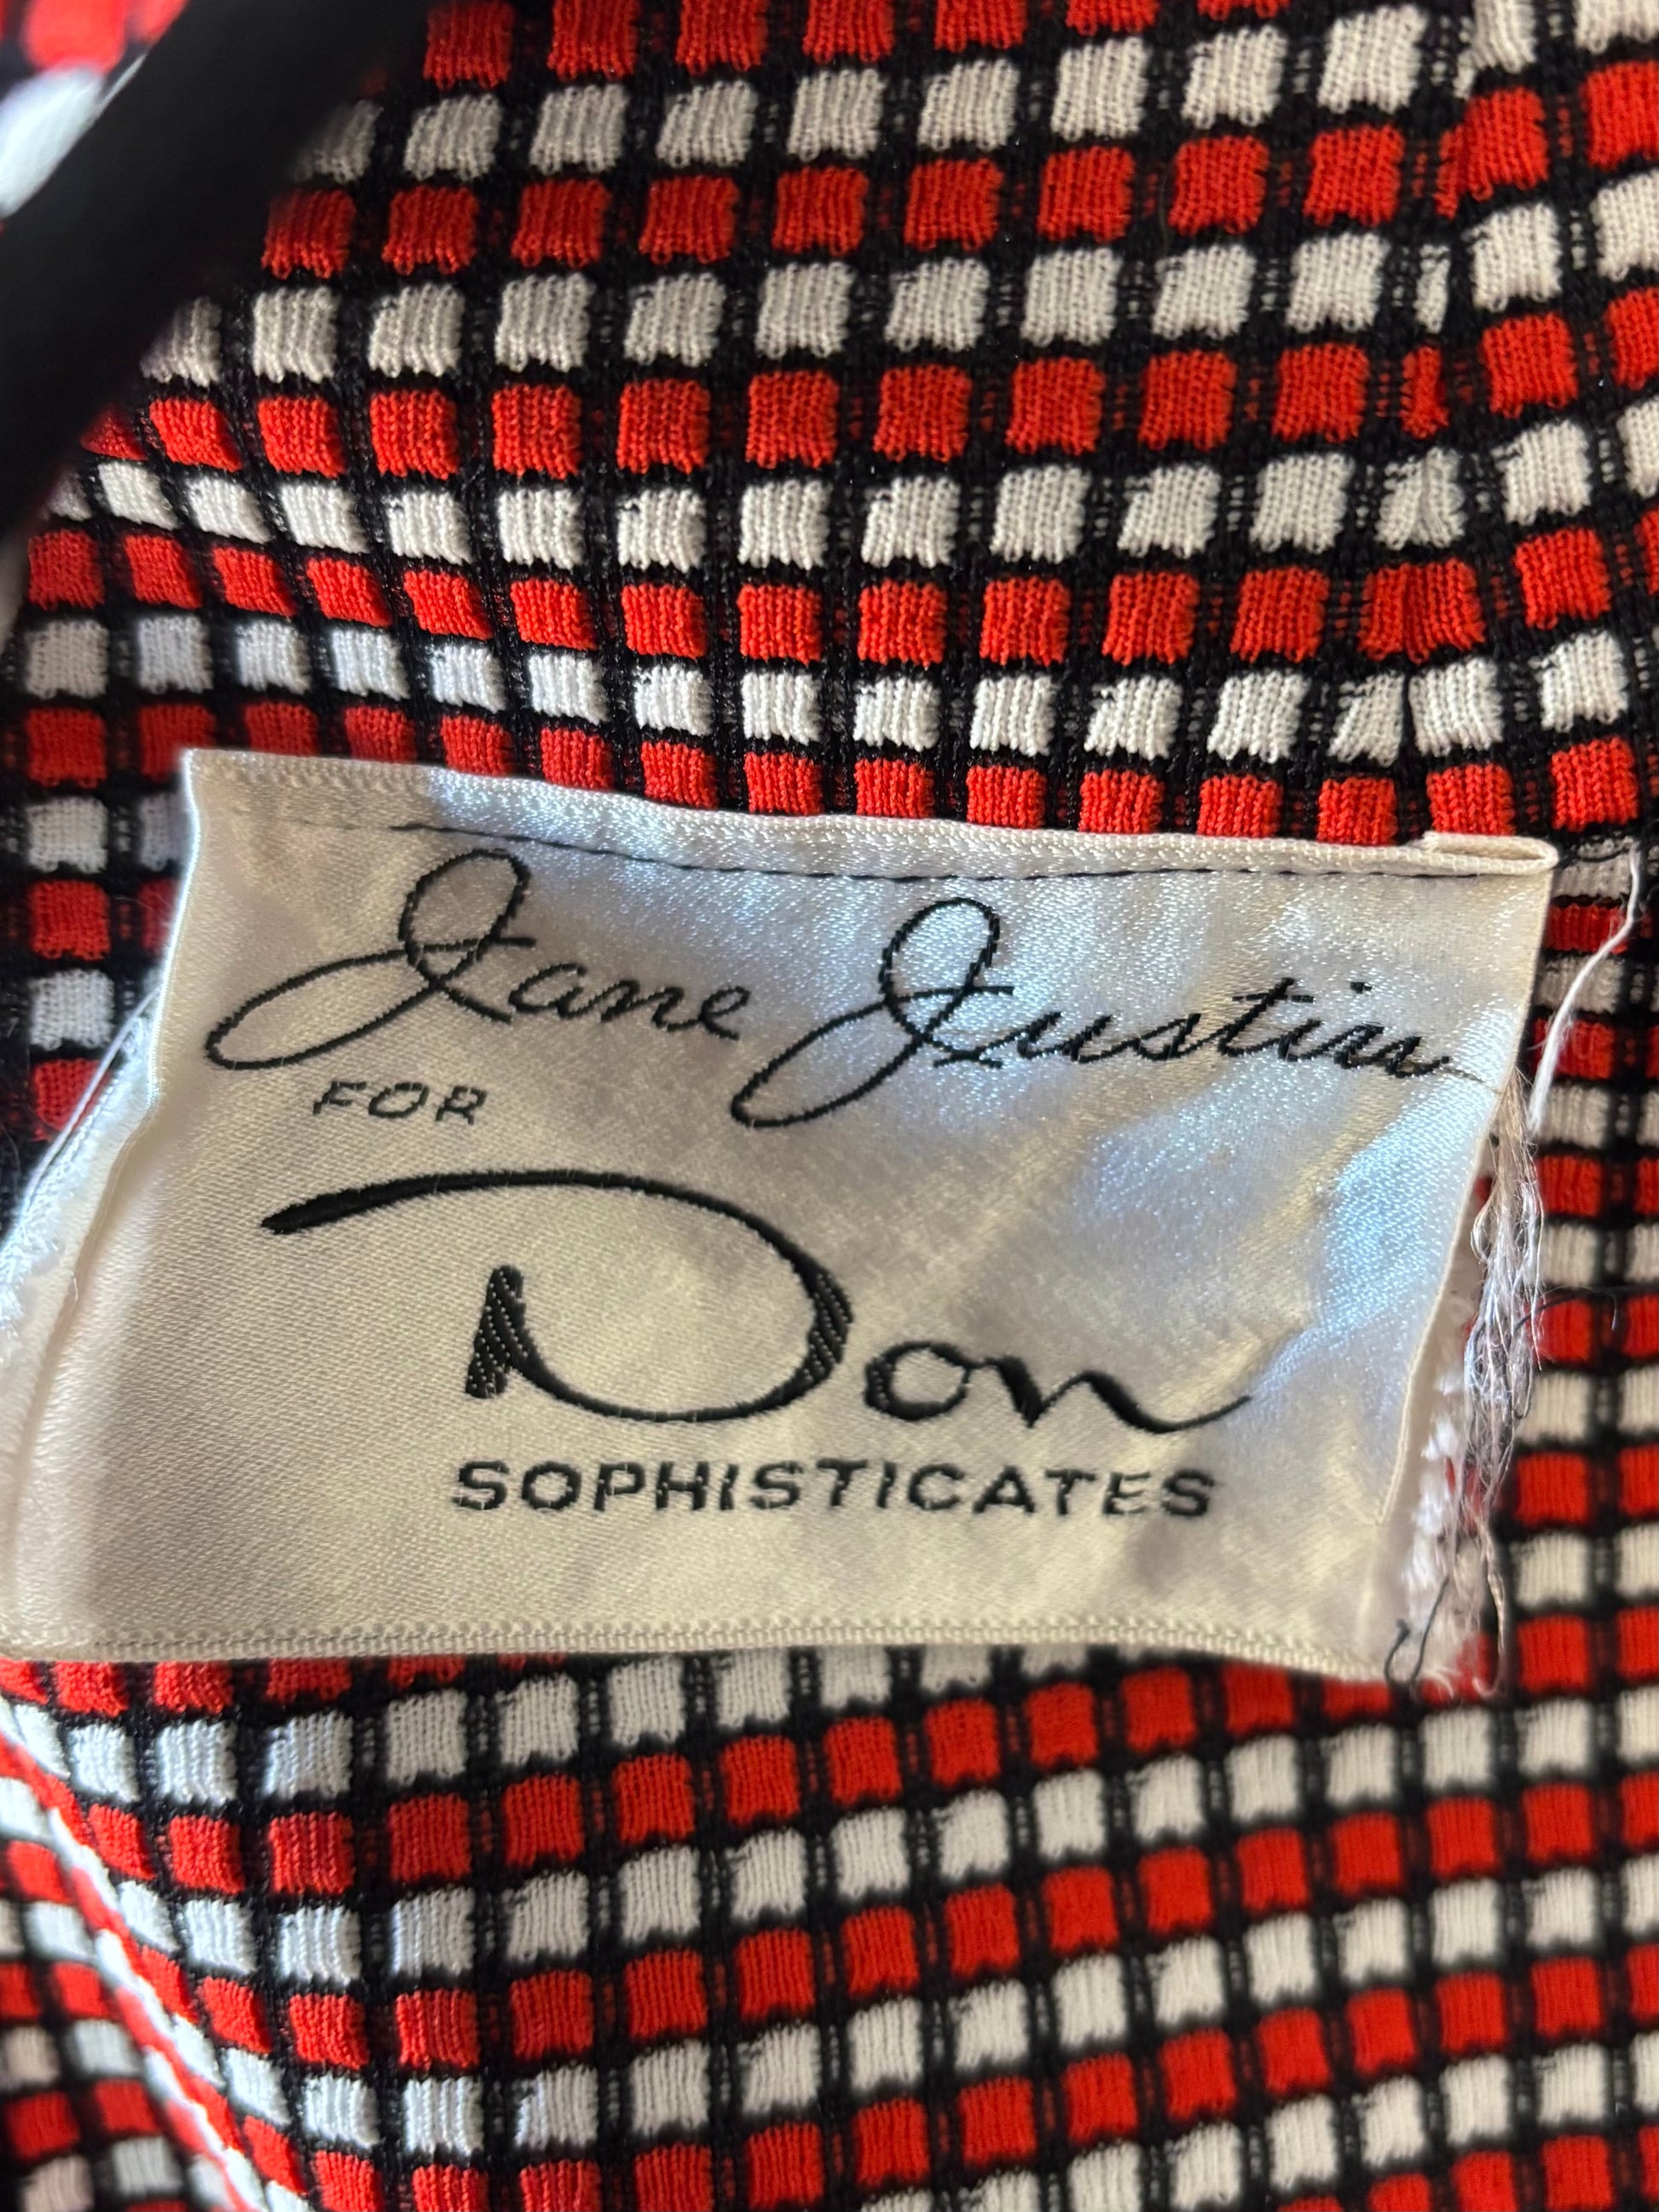 Jane Justin
FOR
Don
SOPHISTICATES